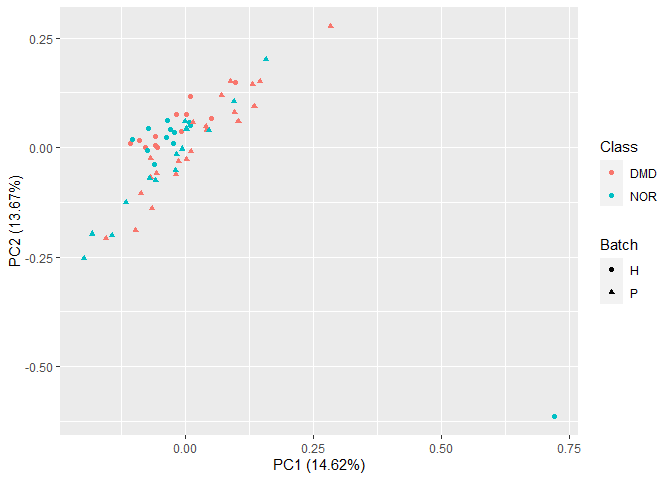 0.25
0.00
-0.25
-0.50
PC2 (13.67%)
0.00
0.25
0.50
0.75
PC1 (14.62%)
Class
DMD
NOR
Batch
H
P